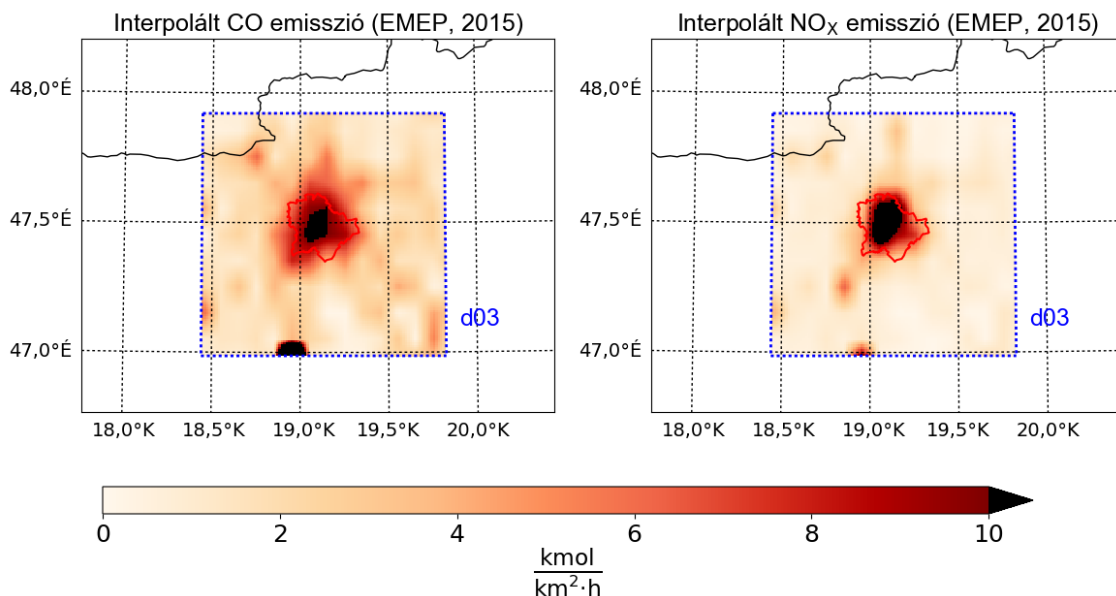 Interpolált CO emisszió (EMEP, 2015)
48,0°É
47,5°É
47,0°É
d03
18,0°K 18,5°K 19,0°K 19,5°K 20,0°K
Interpolált NOₓ emisszió (EMEP, 2015)
48,0°É
47,5°É
47,0°É
d03
18,0°K 18,5°K 19,0°K 19,5°K 20,0°K
0 2 4 6 8 10
kmol
km²·h